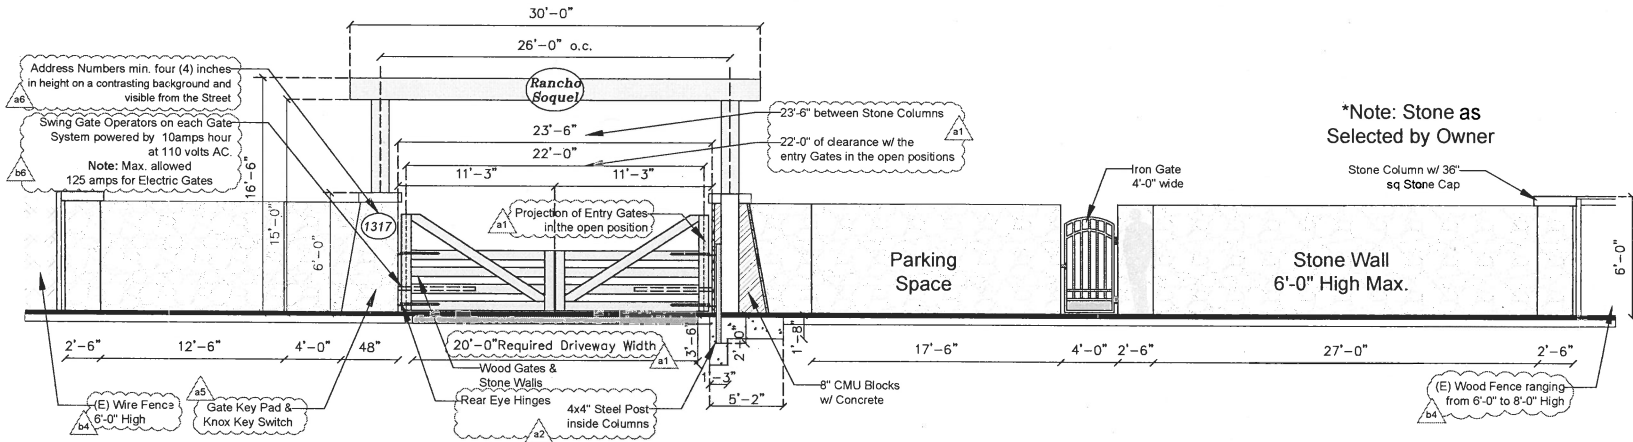 30'-0"
26'-0" o.c.
Rancho
Soquel
Address Numbers min. four (4) inches
in height on a contrasting background and
visible from the Street
a6
Swing Gate Operators on each Gate
System powered by 10amps hour
at 110 volts AC.
Note: Max. allowed
125 amps for Electric Gates
b6
16'-6"
15'-0"
6'-0"
1317
23'-6"
22'-0"
11'-3"
11'-3"
23'-6" between Stone Columns
a1
22'-0" of clearance w/ the
entry Gates in the open positions
Projection of Entry Gates
in the open position
a1
*Note: Stone as
Selected by Owner
Iron Gate
4'-0" wide
Stone Column w/ 36"
sq Stone Cap
Parking
Space
Stone Wall
6'-0" High Max.
6'-0"
2'-6"
12'-6"
4'-0"
48"
20'-0"Required Driveway Width
a1
3'-6"
2'-0"
1'-8"
17'-6"
4'-0"
2'-6"
27'-0"
2'-6"
Wood Gates &
Stone Walls
1'-3"
5'-2"
8" CMU Blocks
w/ Concrete
(E) Wire Fence
6'-0" High
b4
a5
Gate Key Pad &
Knox Key Switch
Rear Eye Hinges
4x4" Steel Post
inside Columns
a2
(E) Wood Fence ranging
from 6'-0" to 8'-0" High
b4